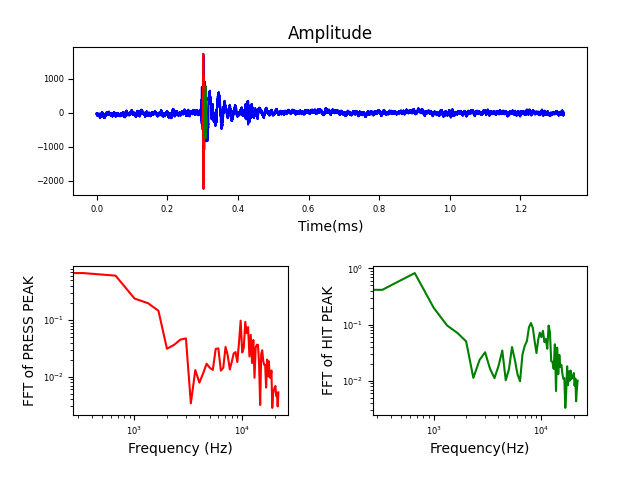 Amplitude
1000
0
−1000
−2000
0.0 0.2 0.4 0.6 0.8 1.0 1.2
Time(ms)
FFT of PRESS PEAK
10⁻¹
10⁻²
10³ 10⁴
Frequency (Hz)
FFT of HIT PEAK
10⁰
10⁻¹
10⁻²
10³ 10⁴
Frequency(Hz)